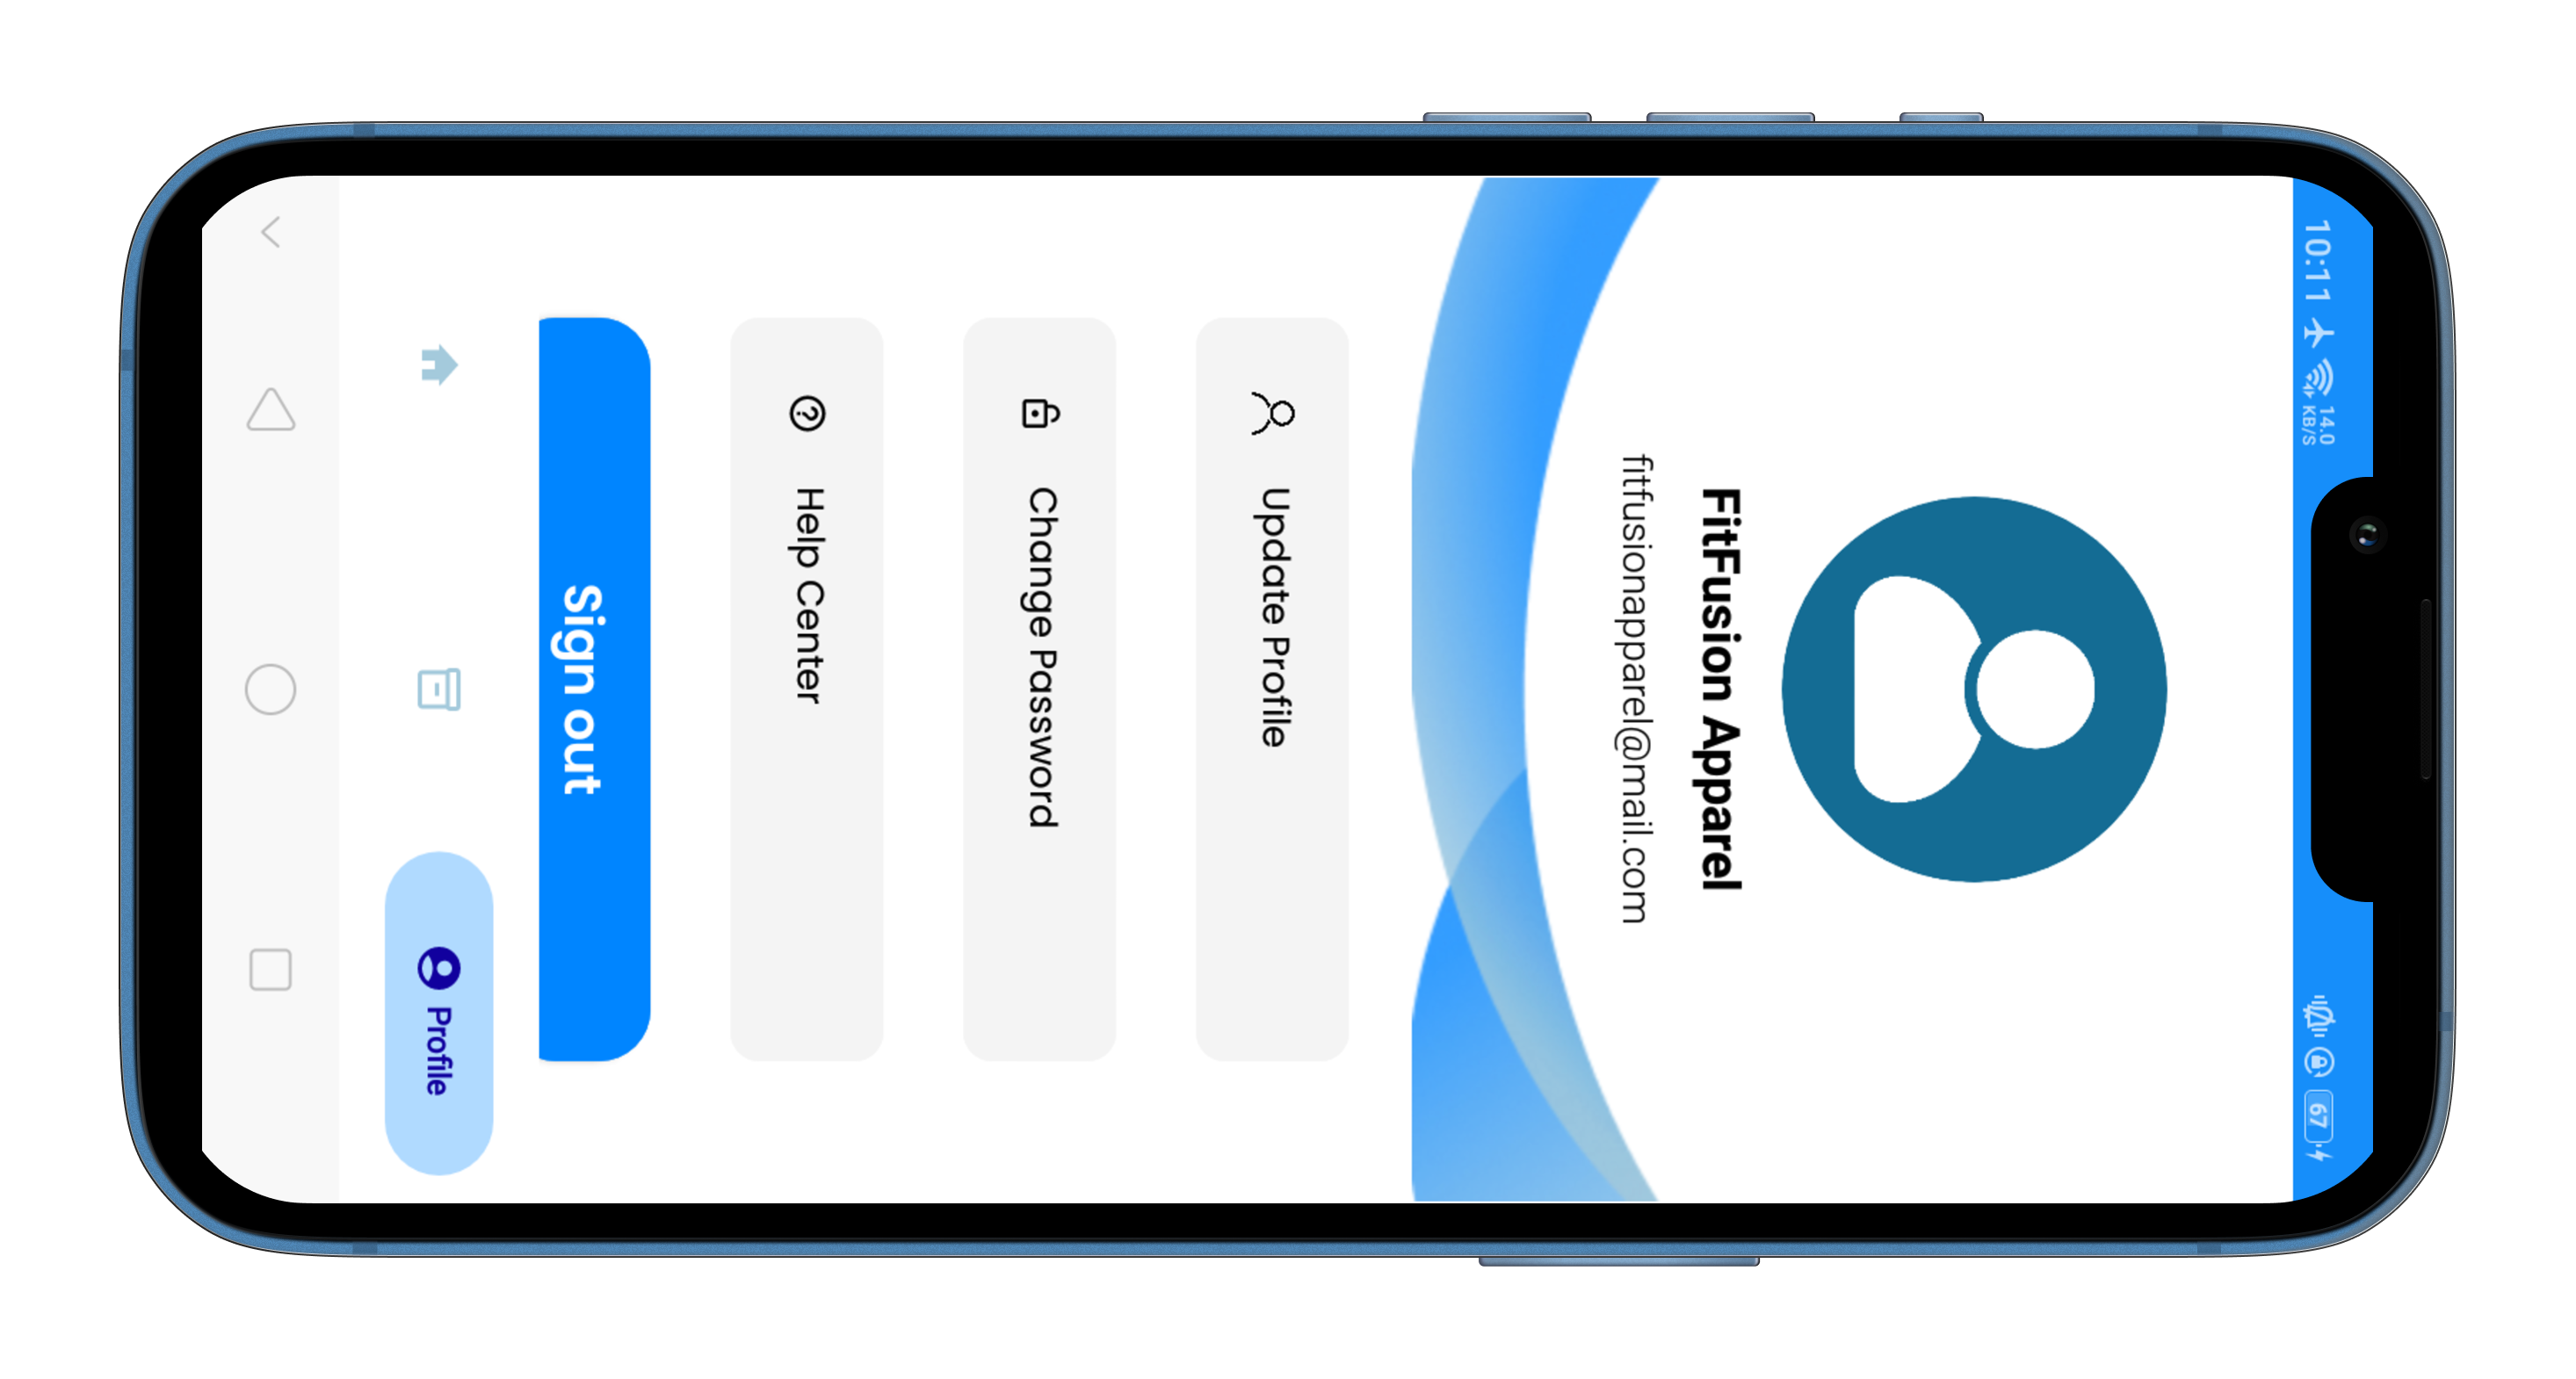 10:11
14.0
KB/S
67
FitFusion Apparel
fitfusionapparel@mail.com
Update Profile
Change Password
Help Center
Sign out
Profile